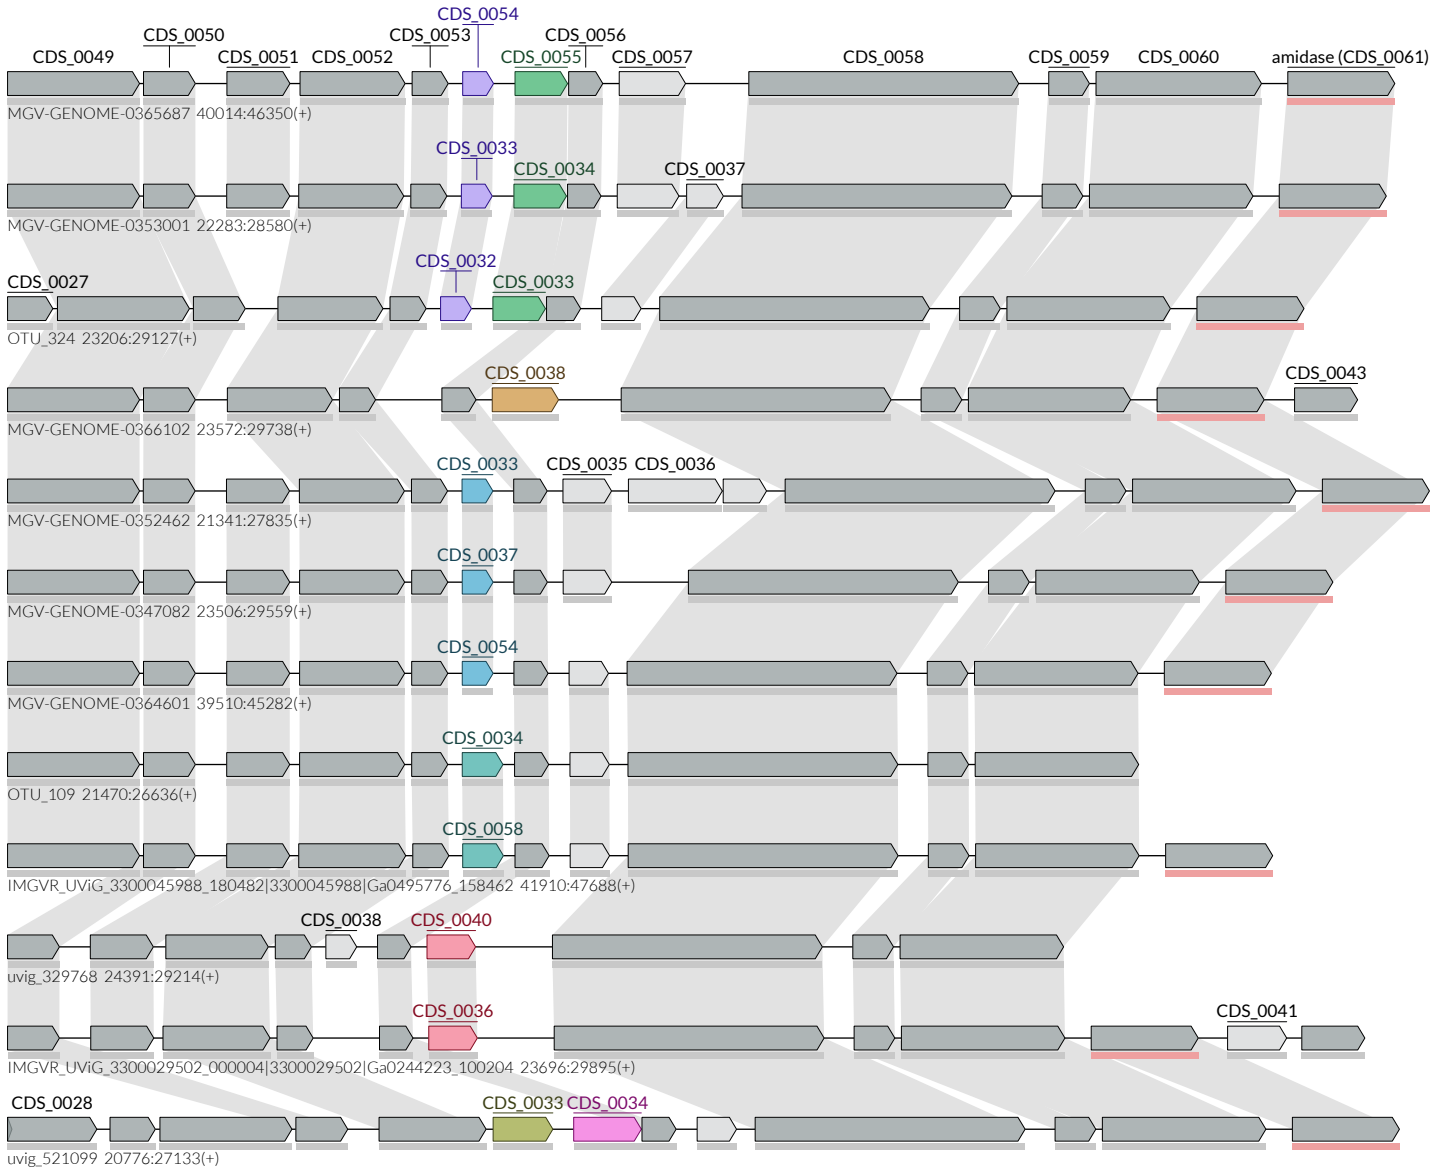 CDS_0054
CDS_0050 CDS_0053 CDS_0056
CDS_0049 CDS_0051 CDS_0052 CDS_0055 CDS_0057 CDS_0058 CDS_0059 CDS_0060 amidase (CDS_0061)
MGV-GENOME-0365687 40014:46350(+)
CDS_0033
CDS_0034 CDS_0037
MGV-GENOME-0353001 22283:28580(+)
CDS_0032
CDS_0027 CDS_0033
OTU_324 23206:29127(+)
CDS_0038 CDS_0043
MGV-GENOME-0366102 23572:29738(+)
CDS_0033 CDS_0035 CDS_0036
MGV-GENOME-0352462 21341:27835(+)
CDS_0037
MGV-GENOME-0347082 23506:29559(+)
CDS_0054
MGV-GENOME-0364601 39510:45282(+)
CDS_0034
OTU_109 21470:26636(+)
CDS_0058
IMGVR_UViG_3300045988_180482|3300045988|Ga0495776_158462 41910:47688(+)
CDS_0038 CDS_0040
uvig_329768 24391:29214(+)
CDS_0036 CDS_0041
IMGVR_UViG_3300029502_000004|3300029502|Ga0244223_100204 23696:29895(+)
CDS_0028 CDS_0033 CDS_0034
uvig_521099 20776:27133(+)